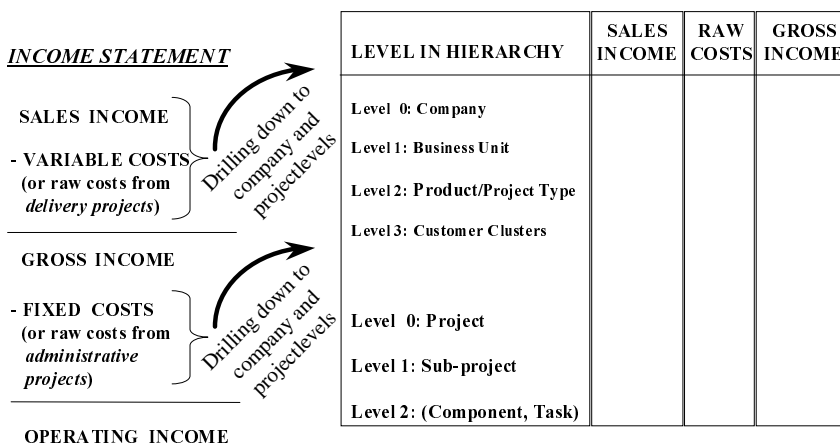 INCOME STATEMENT
SALES INCOME
- VARIABLE COSTS
(or raw costs from
delivery projects)
GROSS INCOME
- FIXED COSTS
(or raw costs from
administrative
projects)
OPERATING INCOME
Drilling down to
company and
projectlevels
Drilling down to
company and
projectlevels
LEVEL IN HIERARCHY
SALES
INCOME
RAW
COSTS
GROSS
INCOME
Level 0: Company
Level 1: Business Unit
Level 2: Product/Project Type
Level 3: Customer Clusters
Level 0: Project
Level 1: Sub-project
Level 2: (Component, Task)